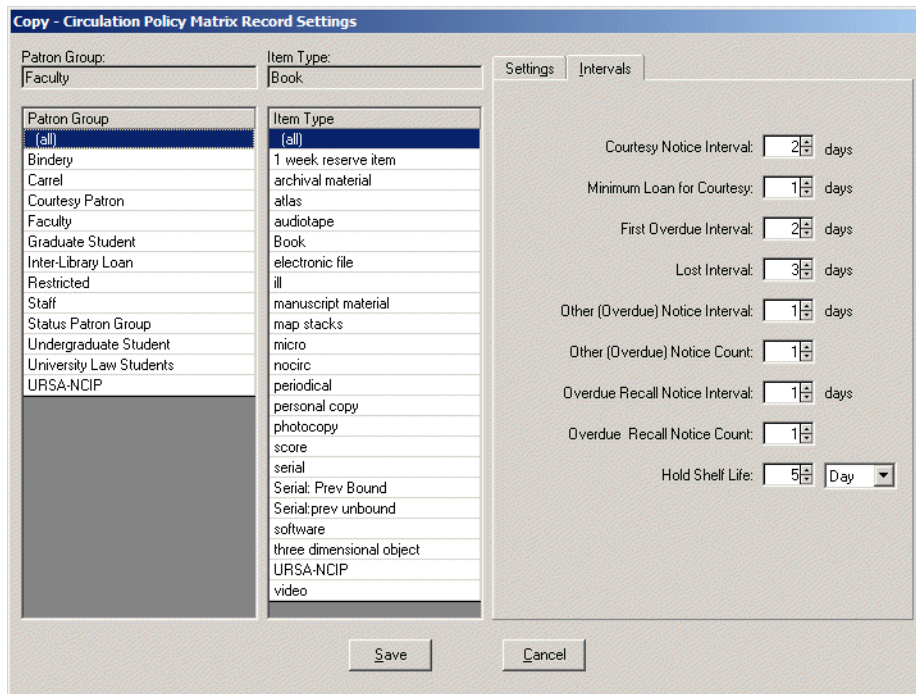 Copy - Circulation Policy Matrix Record Settings
Patron Group:
Faculty
Item Type:
Book
Patron Group
(all)
Bindery
Carrel
Courtesy Patron
Faculty
Graduate Student
Inter-Library Loan
Restricted
Staff
Status Patron Group
Undergraduate Student
University Law Students
URSA-NCIP
Item Type
(all)
1 week reserve item
archival material
atlas
audiotape
Book
electronic file
ill
manuscript material
map stacks
micro
nocirc
periodical
personal copy
photocopy
score
serial
Serial: Prev Bound
Serial:prev unbound
software
three dimensional object
URSA-NCIP
video
Settings Intervals
Courtesy Notice Interval: 2 days
Minimum Loan for Courtesy: 1 days
First Overdue Interval: 2 days
Lost Interval: 3 days
Other (Overdue) Notice Interval: 1 days
Other (Overdue) Notice Count: 1
Overdue Recall Notice Interval: 1 days
Overdue Recall Notice Count: 1
Hold Shelf Life: 5 Day
Save Cancel